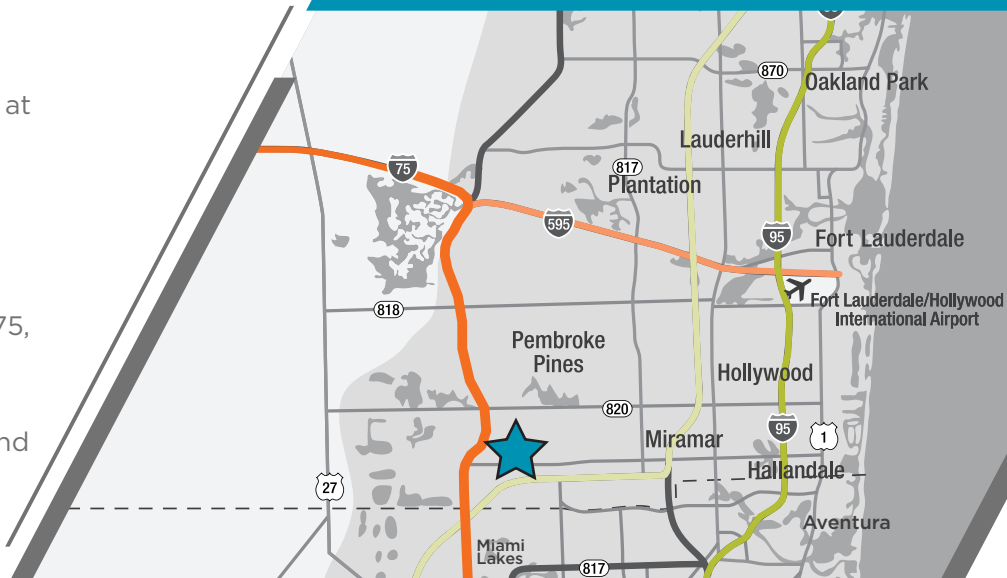 at
75,
nd
870
Oakland Park
Lauderhill
817
Plantation
75
595
95
Fort Lauderdale
Fort Lauderdale/Hollywood
International Airport
818
Pembroke
Pines
Hollywood
820
95
1
Miramar
Hallandale
27
Aventura
Miami
Lakes
817